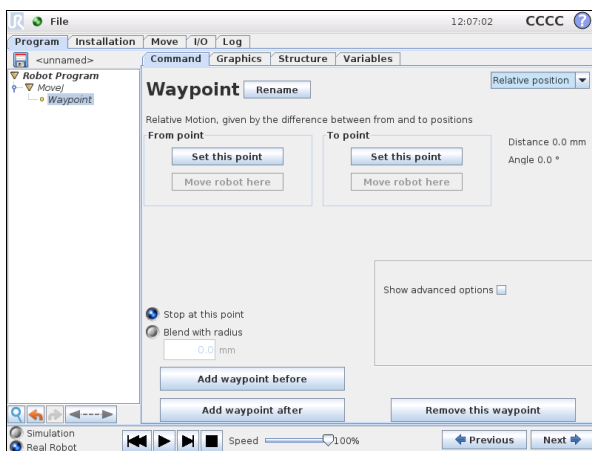 File 12:07:02 CCCC ?
Program Installation Move I/O Log
<unnamed> Command Graphics Structure Variables
Robot Program
MoveJ
Waypoint
Waypoint Rename Relative position
Relative Motion, given by the difference between from and to positions
From point To point
Set this point Set this point Distance 0.0 mm
Move robot here Move robot here Angle 0.0 °
Show advanced options
Stop at this point
Blend with radius
0.0 mm
Add waypoint before
Add waypoint after Remove this waypoint
Simulation
Real Robot Speed 100% Previous Next